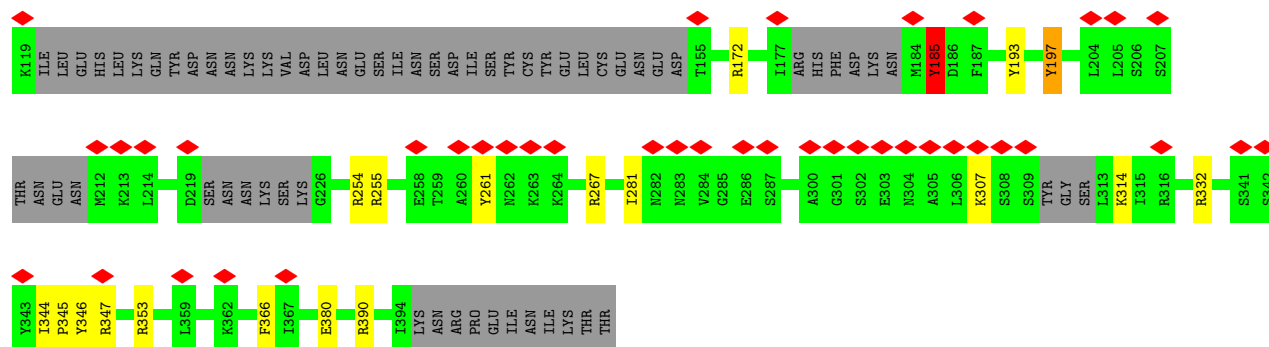 K119 ILE LEU GLU HIS LEU LYS GLN TYR ASP ASN ASN LYS LYS VAL ASP LEU ASN GLU SER ILE ASN SER ASP ILE SER TYR CYS TYR GLU LEU CYS GLU ASN GLU ASP T155 R172 I177 ARG HIS PHE ASP LYS ASN M184 Y185 D186 F187 Y193 Y197 L204 L205 S206 S207
THR ASN GLU ASN M212 K213 L214 D219 SER ASN ASN LYS SER LYS G226 R254 R255 E258 T259 A260 Y261 N262 K263 K264 R267 I281 N282 N283 V284 G285 E286 S287 A300 G301 S302 E303 N304 A305 L306 K307 S308 S309 TYR GLY SER L313 K314 I315 R316 R332 S341 S342
Y343 I344 P345 Y346 R347 R353 L359 K362 F366 I367 E380 R390 I394 LYS ASN ARG PRO GLU ILE ASN ILE LYS THR THR